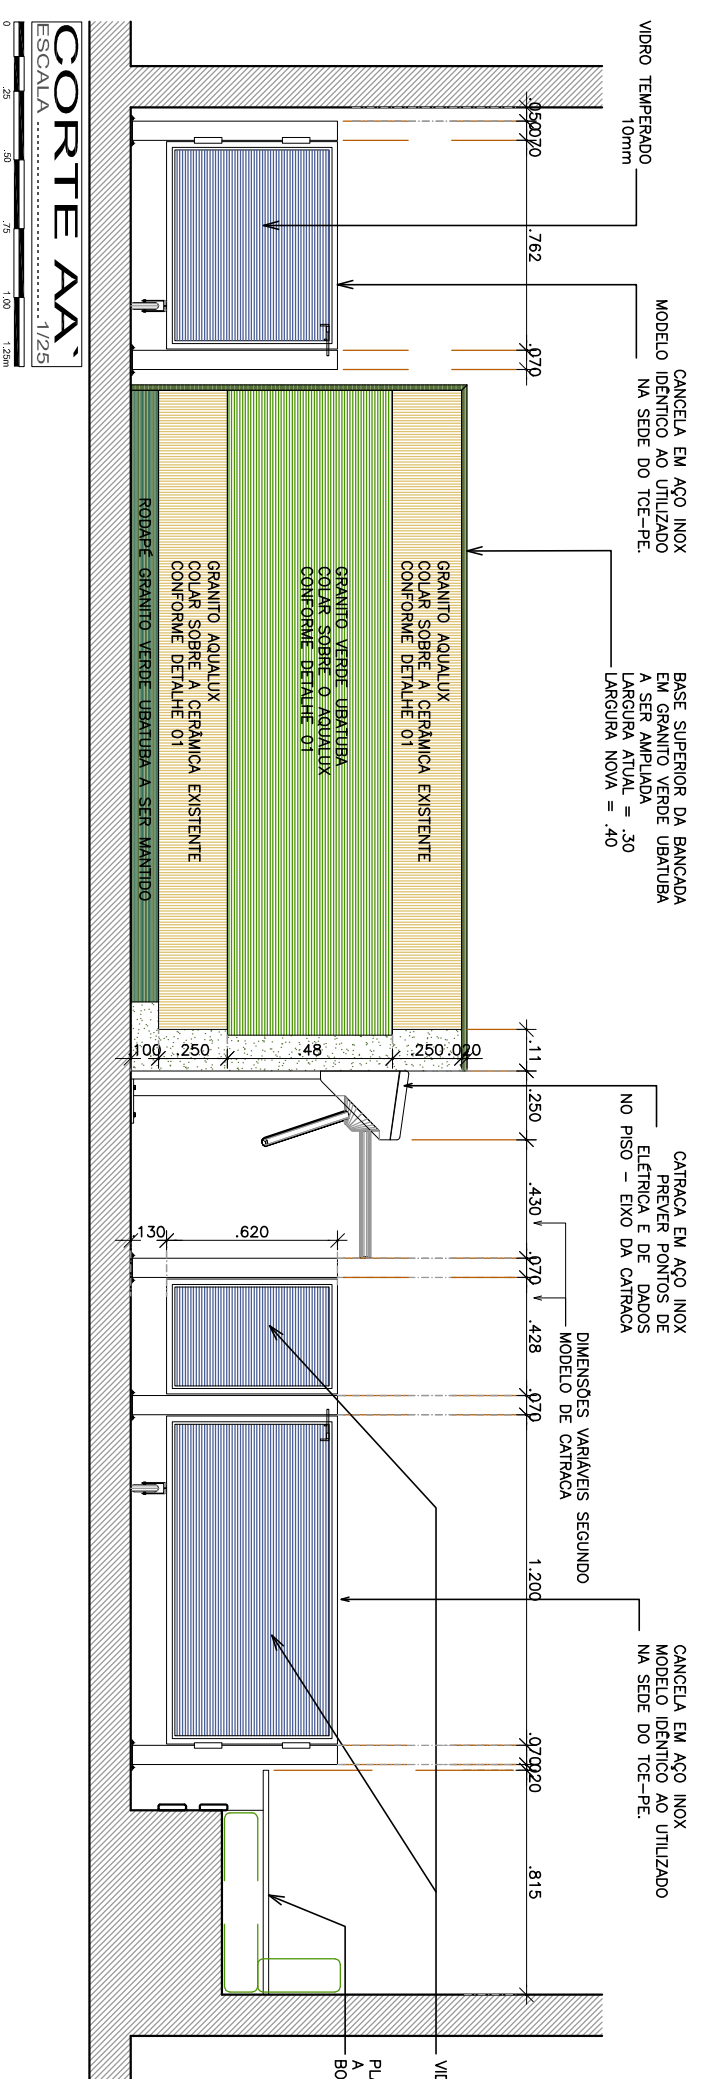 VIDRO TEMPERADO
10mm
CANCELA EM AÇO INOX
MODELO IDÊNTICO AO UTILIZADO
NA SEDE DO TCE-PE.
BASE SUPERIOR DA BANCADA
EM GRANITO VERDE UBATUBA
A SER AMPLIADA
LARGURA ATUAL = .30
LARGURA NOVA = .40
CATRACA EM AÇO INOX
PREVER PONTOS DE
ELÉTRICA E DE DADOS
NO PISO - EIXO DA CATRACA
DIMENSÕES VARIÁVEIS SEGUNDO
MODELO DE CATRACA
CANCELA EM AÇO INOX
MODELO IDÊNTICO AO UTILIZADO
NA SEDE DO TCE-PE.
.050 .070 .762 .070 .11 .250 .430 .070 .428 .070 1.200 .070 .020 .815
GRANITO AQUALUX
COLAR SOBRE A CERÂMICA EXISTENTE
CONFORME DETALHE 01
GRANITO VERDE UBATUBA
COLAR SOBRE O AQUALUX
CONFORME DETALHE 01
GRANITO AQUALUX
COLAR SOBRE A CERÂMICA EXISTENTE
CONFORME DETALHE 01
RODAPÉ GRANITO VERDE UBATUBA A SER MANTIDO
.100 .250 .48 .250 .020
.130 .620
VID
PL
A
BO
CORTE AA`
ESCALA ........................1/25
0 .25 .50 .75 1.00 1.25m